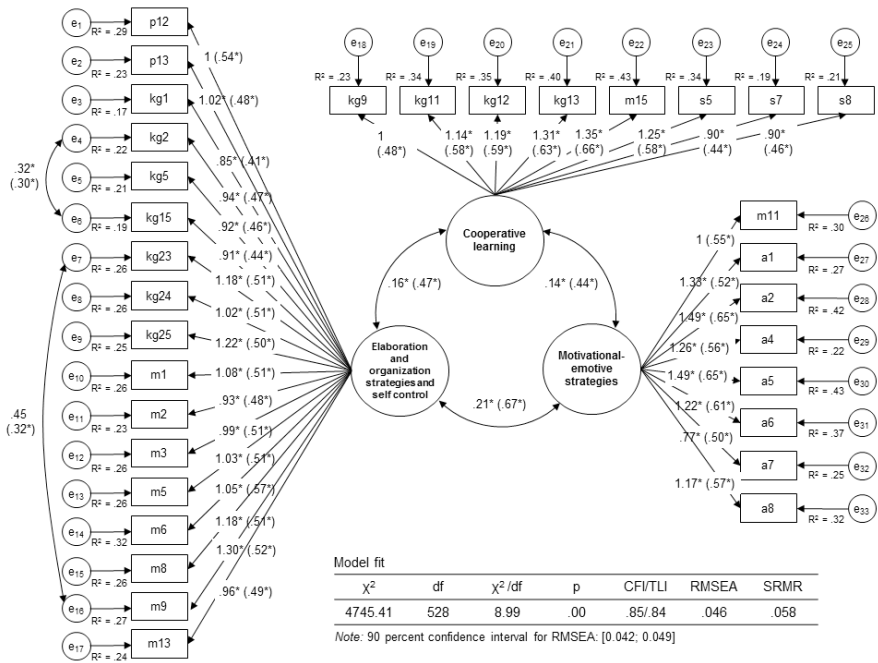 e1 p12
R² = .29
e2 p13
R² = .23
e3 kg1
R² = .17
e4 kg2
R² = .22
e5 kg5
R² = .21
e6 kg15
R² = .19
e7 kg23
R² = .26
e8 kg24
R² = .26
e9 kg25
R² = .25
e10 m1
R² = .26
e11 m2
R² = .23
e12 m3
R² = .26
e13 m5
R² = .26
e14 m6
R² = .32
e15 m8
R² = .26
e16 m9
R² = .27
e17 m13
R² = .24
.32*
(.30*)
.45
(.32*)
1 (.54*)
1.02* (.48*)
.85* (.41*)
.94* (.47*)
.92* (.46*)
.91* (.44*)
1.18* (.51*)
1.02* (.51*)
1.22* (.50*)
1.08* (.51*)
.93* (.48*)
.99* (.51*)
1.03* (.51*)
1.05* (.57*)
1.18* (.51*)
1.30* (.52*)
.96* (.49*)
e18 e19 e20 e21 e22 e23 e24 e25
R² = .23 R² = .34 R² = .35 R² = .40 R² = .43 R² = .34 R² = .19 R² = .21
kg9 kg11 kg12 kg13 m15 s5 s7 s8
1 1.14* 1.19* 1.31* 1.35* 1.25* .90* .90*
(.48*) (.58*) (.59*) (.63*) (.66*) (.58*) (.44*) (.46*)
Cooperative
learning
.16* (.47*)
.14* (.44*)
Elaboration
and
organization
strategies and
self control
Motivational-
emotive
strategies
.21* (.67*)
m11 e26
R² = .30
a1 e27
R² = .27
a2 e28
R² = .42
a4 e29
R² = .22
a5 e30
R² = .43
a6 e31
R² = .37
a7 e32
R² = .25
a8 e33
R² = .32
1 (.55*)
1.33* (.52*)
1.49* (.65*)
1.26* (.56*)
1.49* (.65*)
1.22* (.61*)
.77* (.50*)
1.17* (.57*)
Model fit
χ² df χ² /df p CFI/TLI RMSEA SRMR
4745.41 528 8.99 .00 .85/.84 .046 .058
Note: 90 percent confidence interval for RMSEA: [0.042; 0.049]